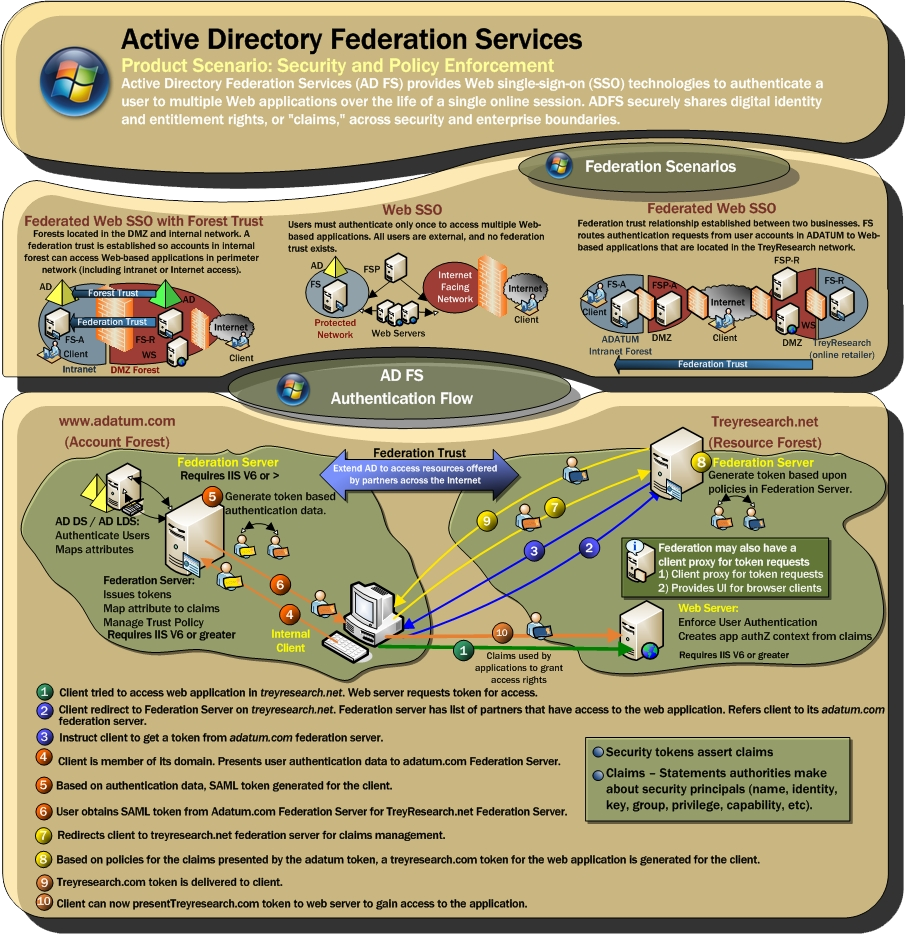 Active Directory Federation Services
Product Scenario: Security and Policy Enforcement
Active Directory Federation Services (AD FS) provides Web single-sign-on (SSO) technologies to authenticate a
user to multiple Web applications over the life of a single online session. ADFS securely shares digital identity
and entitlement rights, or "claims," across security and enterprise boundaries.
Federation Scenarios
Federated Web SSO with Forest Trust
Forests located in the DMZ and internal network. A
federation trust is established so accounts in internal
forest can access Web-based applications in perimeter
network (including intranet or Internet access).
AD
Forest Trust
AD
Federation Trust
FS-A
FS-R
Client
WS
Intranet
DMZ Forest
Internet
Client
Web SSO
Users must authenticate only once to access multiple Web-
based applications. All users are external, and no federation
trust exists.
AD
FSP
FS
Internet
Facing
Network
Internet
Protected
Network
Web Servers
Client
Federated Web SSO
Federation trust relationship established between two businesses. FS
routes authentication requests from user accounts in ADATUM to Web-
based applications that are located in the TreyResearch network.
FSP-R
FS-A
FSP-A
FS-R
Internet
Client
WS
ADATUM
Intranet Forest
DMZ
Client
DMZ
TreyResearch
(online retailer)
Federation Trust
AD FS
Authentication Flow
www.adatum.com
(Account Forest)
Treyresearch.net
(Resource Forest)
Federation Server
Requires IIS V6 or >
Federation Trust
Extend AD to access resources offered
by partners across the Internet
8
Federation Server
Generate token based upon
policies in Federation Server.
5
Generate token based
authentication data.
AD DS / AD LDS:
Authenticate Users
Maps attributes
9
7
3
2
Federation may also have a
client proxy for token requests
1) Client proxy for token requests
2) Provides UI for browser clients
Federation Server:
Issues tokens
Map attribute to claims
Manage Trust Policy
Requires IIS V6 or greater
6
4
Internal
Client
Web Server:
Enforce User Authentication
Creates app authZ context from claims
Requires IIS V6 or greater
10
1
Claims used by
applications to grant
access rights
1 Client tried to access web application in treyresearch.net. Web server requests token for access.
2 Client redirect to Federation Server on treyresearch.net. Federation server has list of partners that have access to the web application. Refers client to its adatum.com
federation server.
3 Instruct client to get a token from adatum.com federation server.
4 Client is member of its domain. Presents user authentication data to adatum.com Federation Server.
5 Based on authentication data, SAML token generated for the client.
6 User obtains SAML token from Adatum.com Federation Server for TreyResearch.net Federation Server.
7 Redirects client to treyresearch.net federation server for claims management.
8 Based on policies for the claims presented by the adatum token, a treyresearch.com token for the web application is generated for the client.
9 Treyresearch.com token is delivered to client.
10 Client can now presentTreyresearch.com token to web server to gain access to the application.
Security tokens assert claims
Claims – Statements authorities make
about security principals (name, identity,
key, group, privilege, capability, etc).